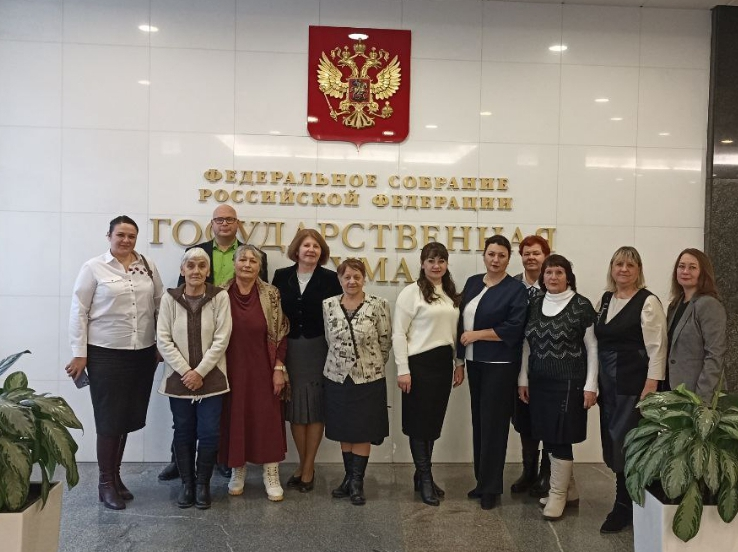 ФЕДЕРАЛЬНОЕ СОБРАНИЕ
РОССИЙСКОЙ ФЕДЕРАЦИИ
ГОСУДАРСТВЕННАЯ